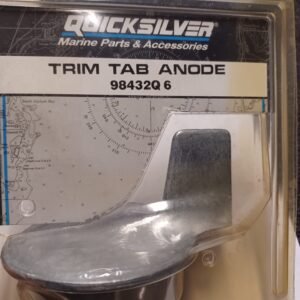 QUICKSILVER
Marine Parts & Accessories
TRIM TAB ANODE
98432Q 6